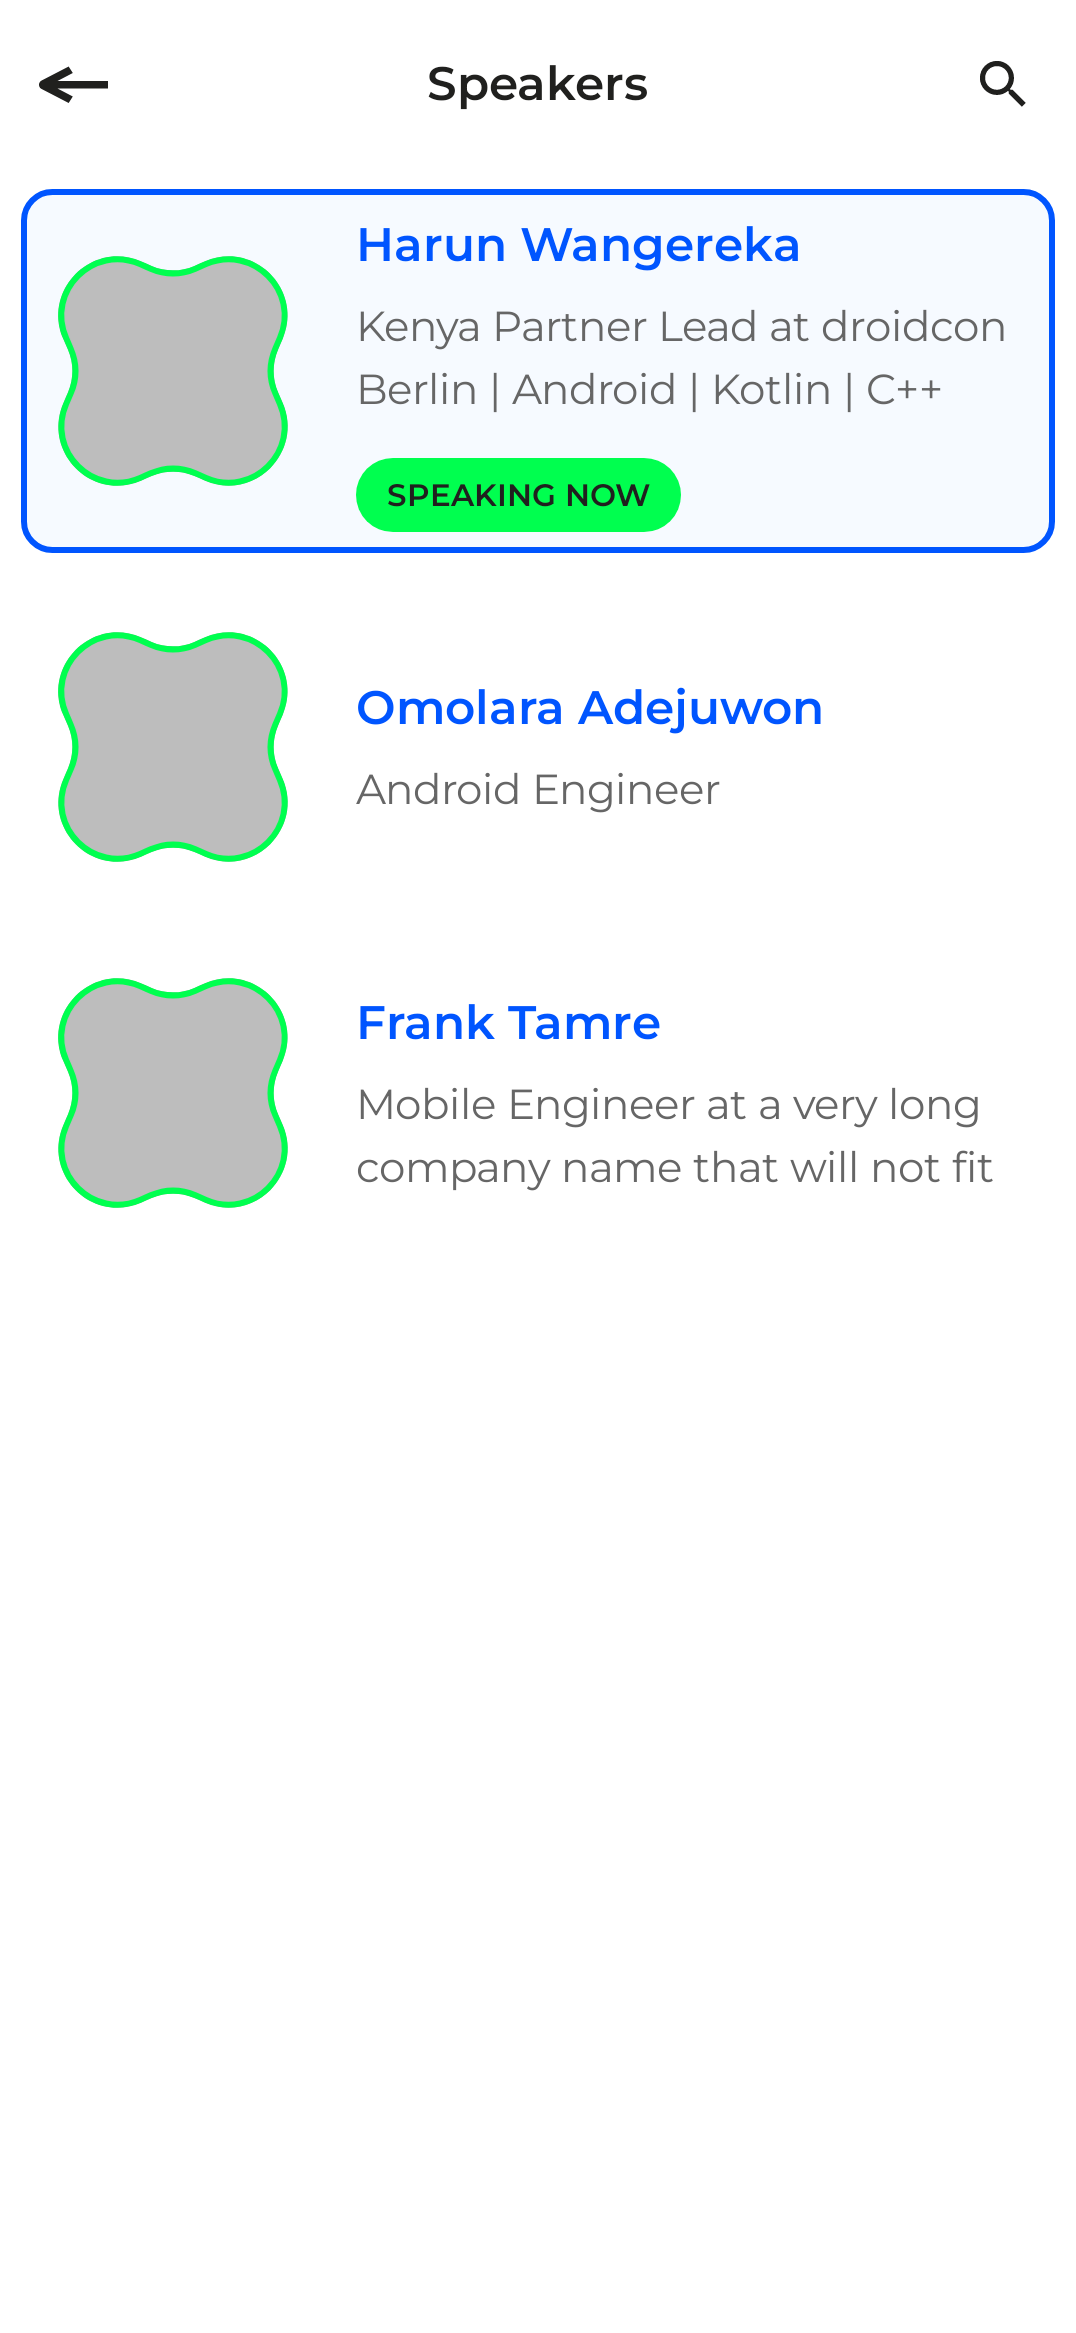 Speakers
Harun Wangereka
Kenya Partner Lead at droidcon
Berlin | Android | Kotlin | C++
SPEAKING NOW
Omolara Adejuwon
Android Engineer
Frank Tamre
Mobile Engineer at a very long
company name that will not fit